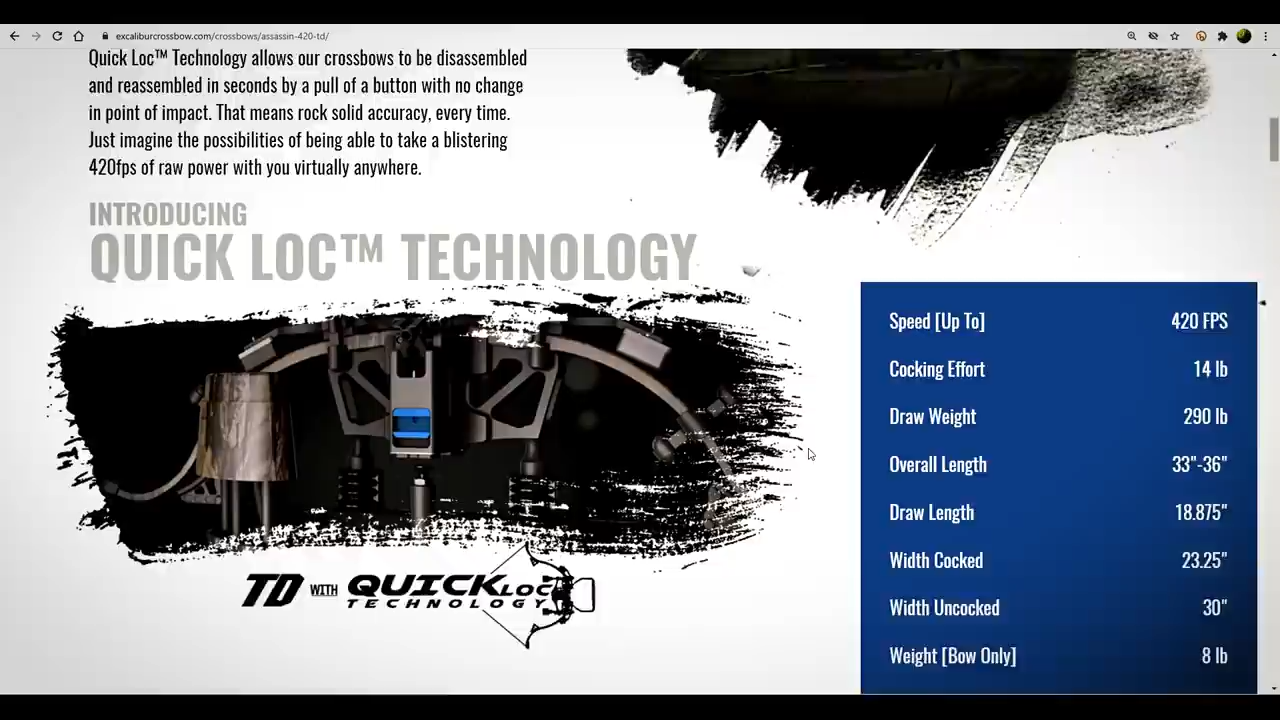 excaliburcrossbow.com/crossbows/assassin-420-td/
Quick Loc™ Technology allows our crossbows to be disassembled
and reassembled in seconds by a pull of a button with no change
in point of impact. That means rock solid accuracy, every time.
Just imagine the possibilities of being able to take a blistering
420fps of raw power with you virtually anywhere.
INTRODUCING
QUICK LOC™ TECHNOLOGY
TD WITH QUICKLOC
TECHNOLOGY
Speed [Up To] 420 FPS
Cocking Effort 14 lb
Draw Weight 290 lb
Overall Length 33"-36"
Draw Length 18.875"
Width Cocked 23.25"
Width Uncocked 30"
Weight [Bow Only] 8 lb